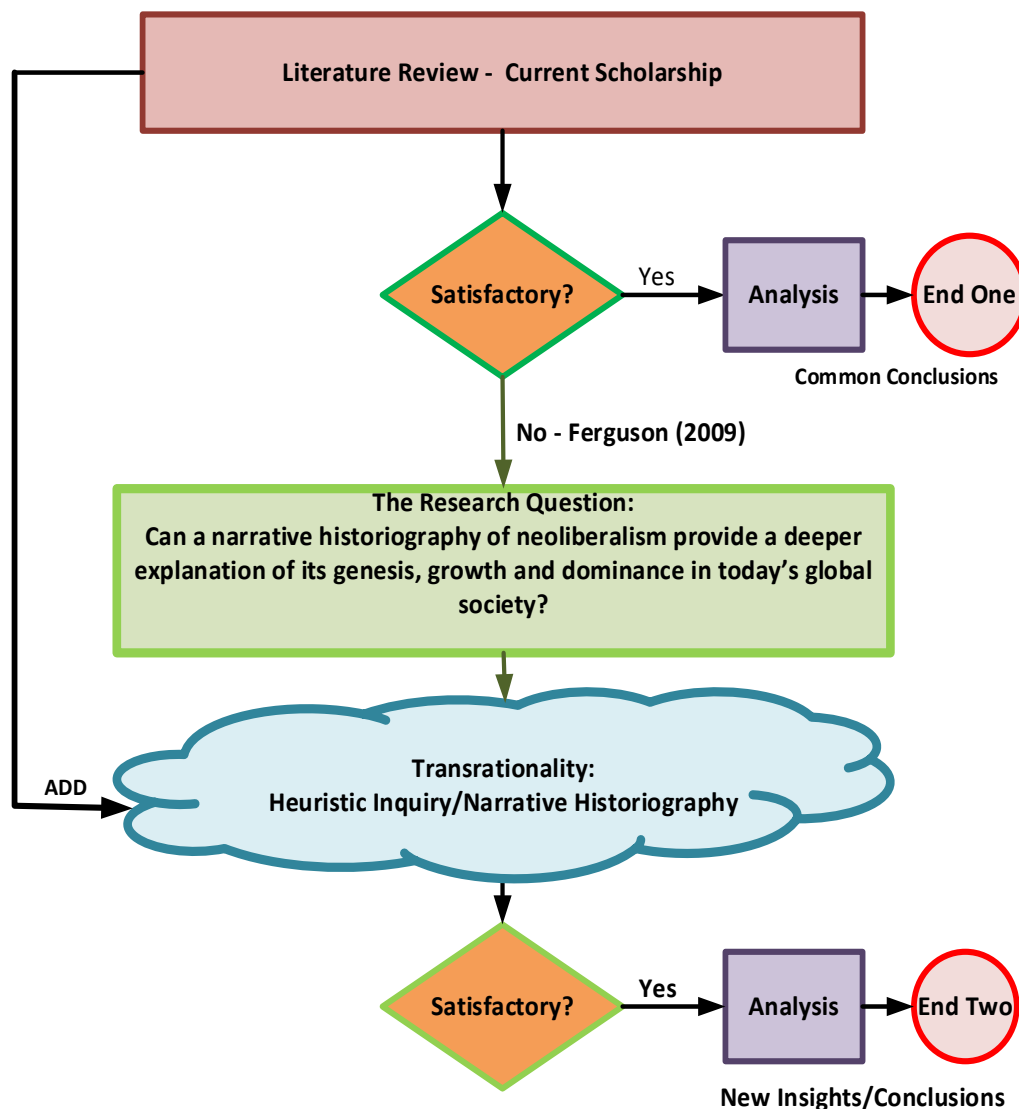 Literature Review -  Current Scholarship
Satisfactory?
Yes
Analysis
End One
Common Conclusions
No - Ferguson (2009)
The Research Question:
Can a narrative historiography of neoliberalism provide a deeper
explanation of its genesis, growth and dominance in today’s global
society?
ADD
Transrationality:
Heuristic Inquiry/Narrative Historiography
Satisfactory?
Yes
Analysis
End Two
New Insights/Conclusions